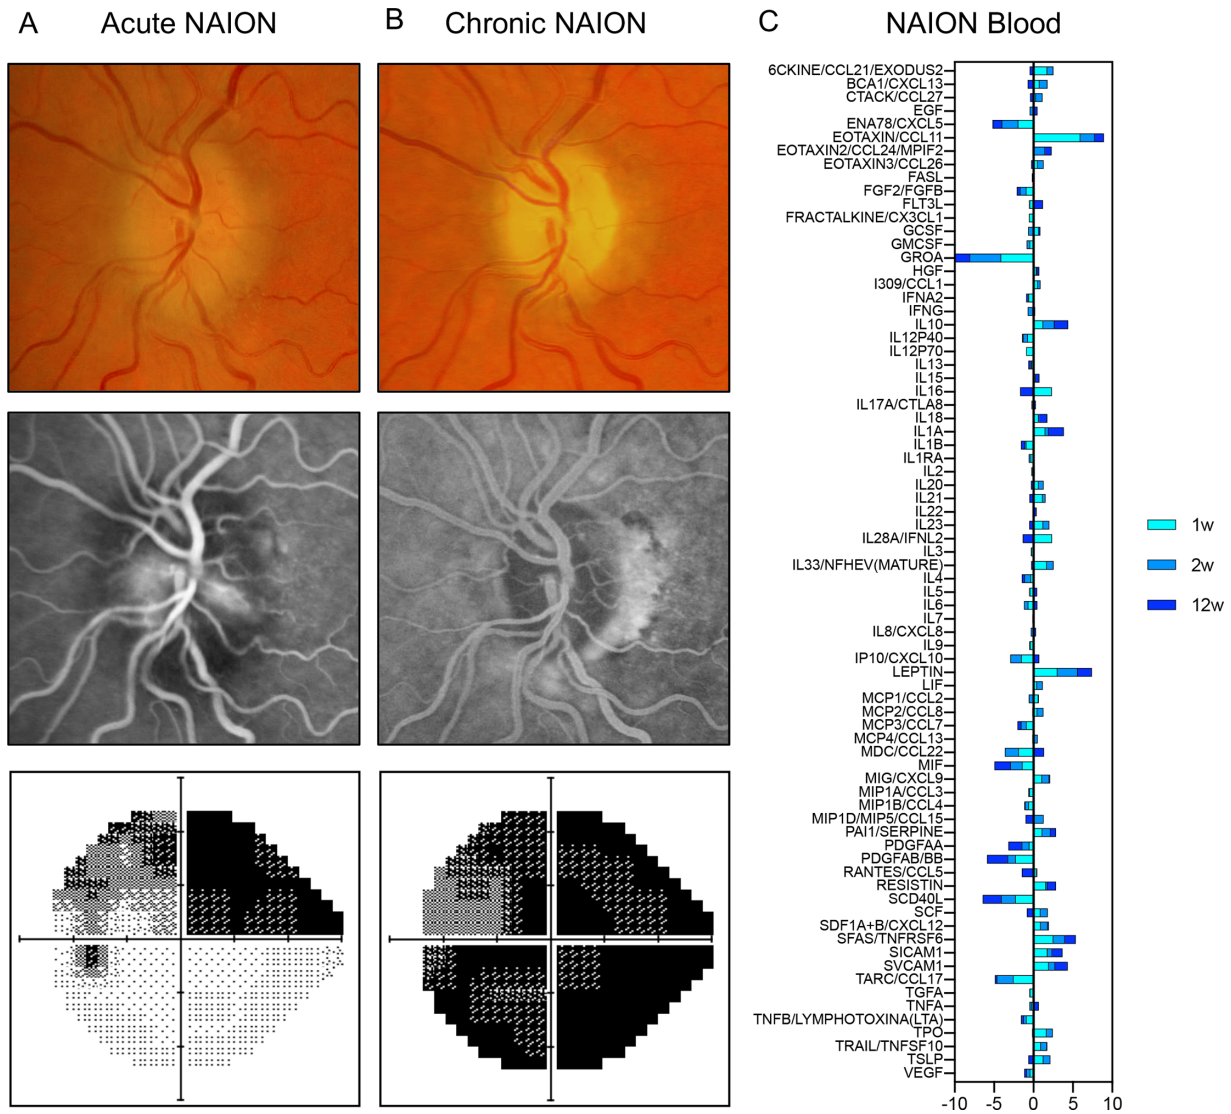 A Acute NAION
B Chronic NAION
C NAION Blood
6CKINE/CCL21/EXODUS2
BCA1/CXCL13
CTACK/CCL27
EGF
ENA78/CXCL5
EOTAXIN/CCL11
EOTAXIN2/CCL24/MPIF2
EOTAXIN3/CCL26
FASL
FGF2/FGFB
FLT3L
FRACTALKINE/CX3CL1
GCSF
GMCSF
GROA
HGF
I309/CCL1
IFNA2
IFNG
IL10
IL12P40
IL12P70
IL13
IL15
IL16
IL17A/CTLA8
IL18
IL1A
IL1B
IL1RA
IL2
IL20
IL21
IL22
IL23
IL28A/IFNL2
IL3
IL33/NFHEV(MATURE)
IL4
IL5
IL6
IL7
IL8/CXCL8
IL9
IP10/CXCL10
LEPTIN
LIF
MCP1/CCL2
MCP2/CCL8
MCP3/CCL7
MCP4/CCL13
MDC/CCL22
MIF
MIG/CXCL9
MIP1A/CCL3
MIP1B/CCL4
MIP1D/MIP5/CCL15
PAI1/SERPINE
PDGFAA
PDGFAB/BB
RANTES/CCL5
RESISTIN
SCD40L
SCF
SDF1A+B/CXCL12
SFAS/TNFRSF6
SICAM1
SVCAM1
TARC/CCL17
TGFA
TNFA
TNFB/LYMPHOTOXINA(LTA)
TPO
TRAIL/TNFSF10
TSLP
VEGF
-10 -5 0 5 10
1w
2w
12w